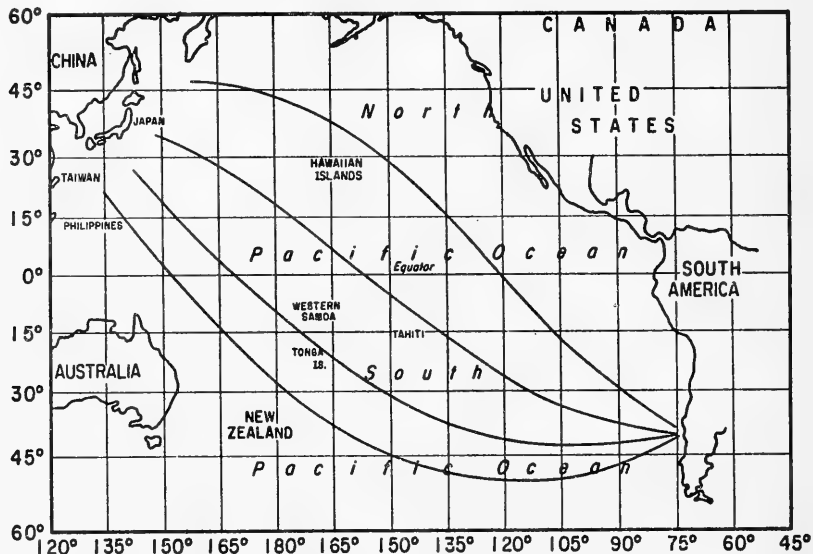 60°
CANADA
CHINA
45°
North
UNITED
STATES
JAPAN
30°
HAWAIIAN
ISLANDS
TAIWAN
15°
PHILIPPINES
Pacific Ocean
Equator
0°
SOUTH
AMERICA
WESTERN
SAMOA
15°
TAHITI
TONGA
IS.
AUSTRALIA
South
30°
NEW
ZEALAND
45°
Pacific Ocean
60°
120° 135° 150° 165° 180° 165° 150° 135° 120° 105° 90° 75° 60° 45°